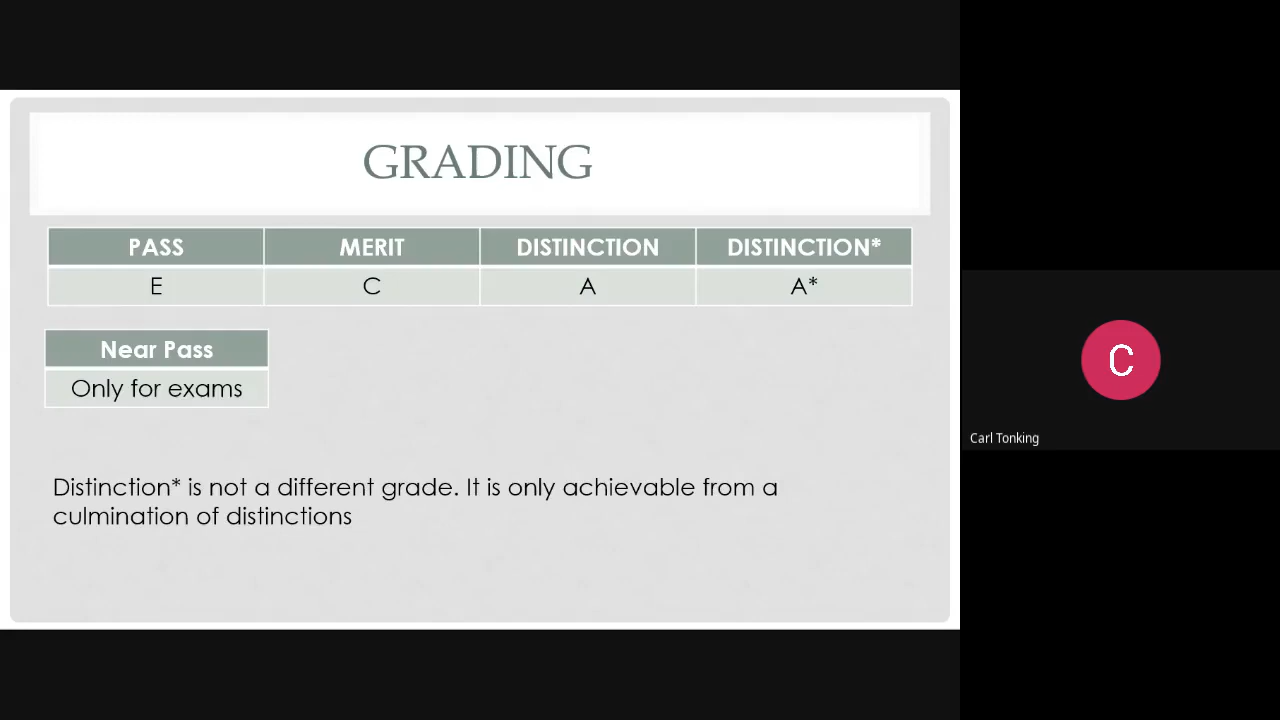 GRADING
PASS MERIT DISTINCTION DISTINCTION*
E C A A*
Near Pass
Only for exams
Distinction* is not a different grade. It is only achievable from a
culmination of distinctions
C
Carl Tonking